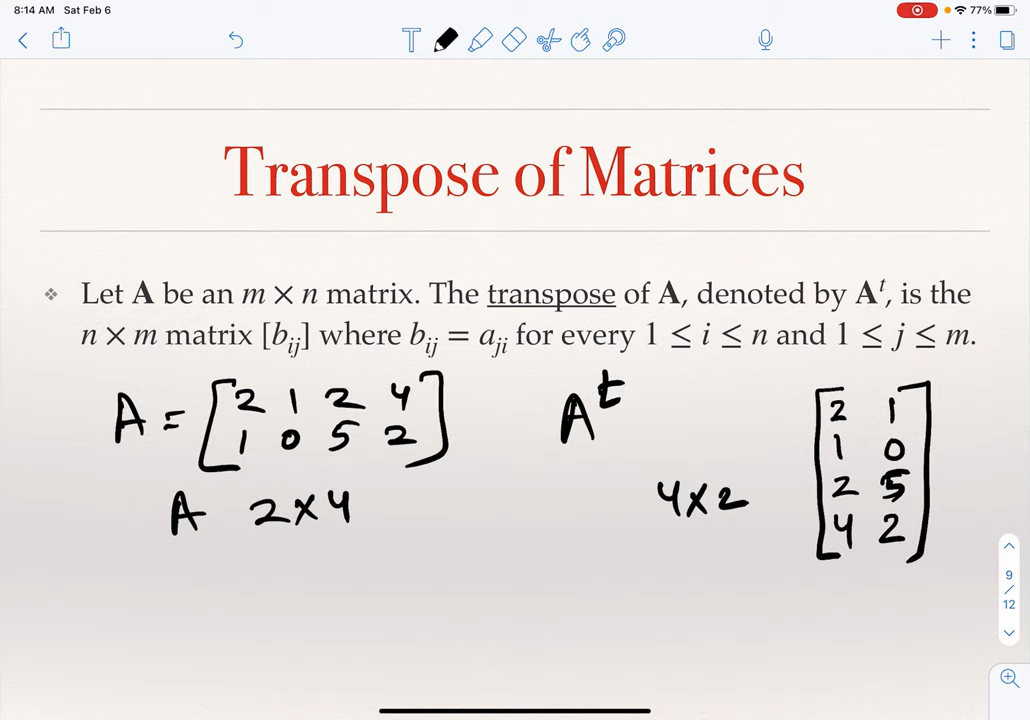 8:14 AM Sat Feb 6
77%
Transpose of Matrices
❖ Let A be an m × n matrix. The transpose of A, denoted by Aᵗ, is the
n × m matrix [bᵢⱼ] where bᵢⱼ = aⱼᵢ for every 1 ≤ i ≤ n and 1 ≤ j ≤ m.
A = [2 1 2 4
1 0 5 2]
A 2×4
Aᵗ
4×2
[2 1
1 0
2 5
4 2]
9
/
12